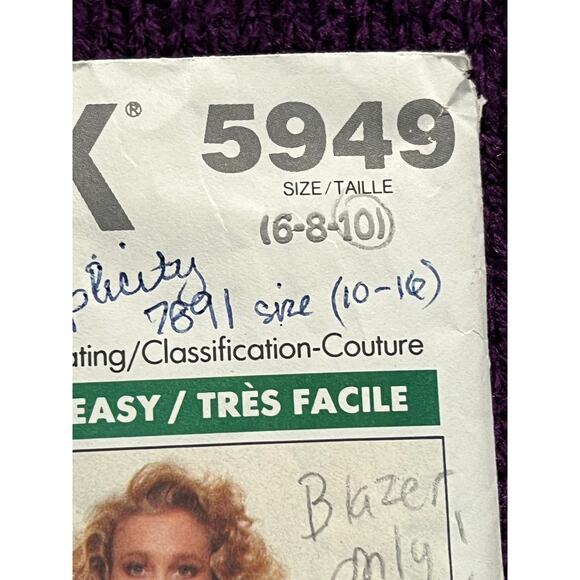 K® 5949
SIZE/TAILLE
(6-8-10)
plicity
7891 size (10-16)
ating/Classification-Couture
EASY / TRÈS FACILE
Blazer
only